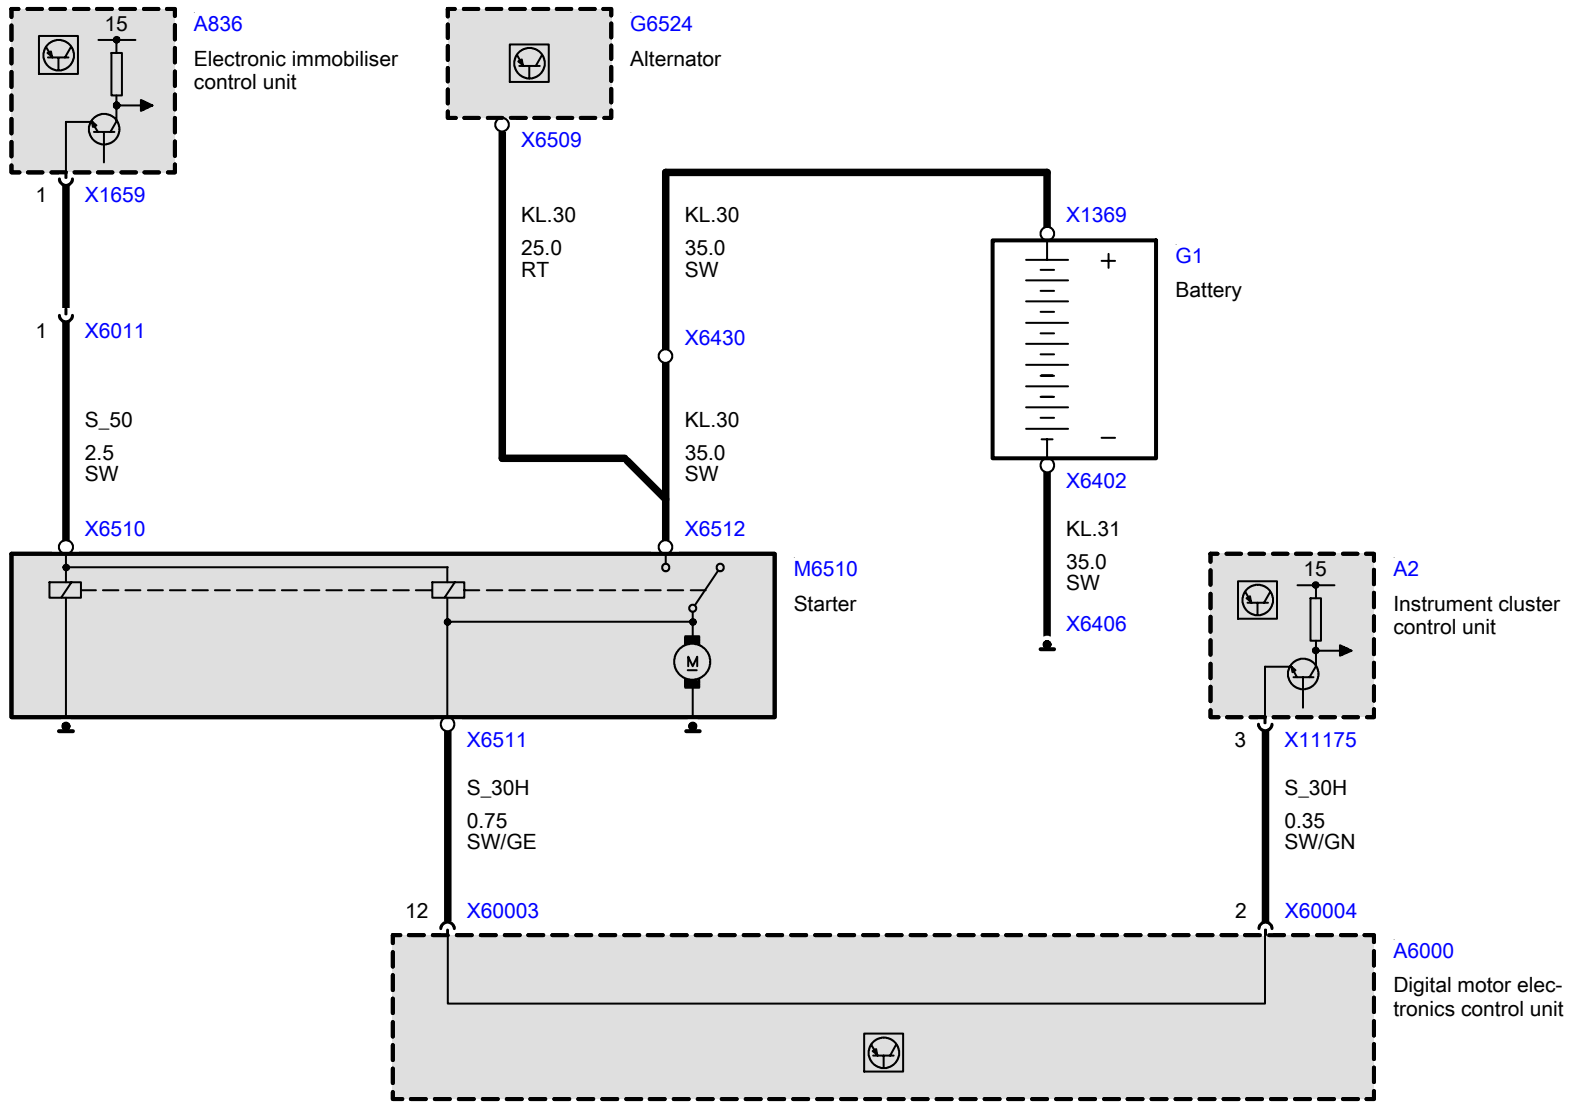 15
A836
Electronic immobiliser
control unit
G6524
Alternator
X6509
1
X1659
KL.30
25.0
RT
KL.30
35.0
SW
X1369
+
−
G1
Battery
1
X6011
X6430
S_50
2.5
SW
KL.30
35.0
SW
X6402
KL.31
35.0
SW
X6406
X6510
X6512
M
M6510
Starter
15
A2
Instrument cluster
control unit
X6511
S_30H
0.75
SW/GE
3
X11175
S_30H
0.35
SW/GN
12
X60003
2
X60004
A6000
Digital motor elec-
tronics control unit